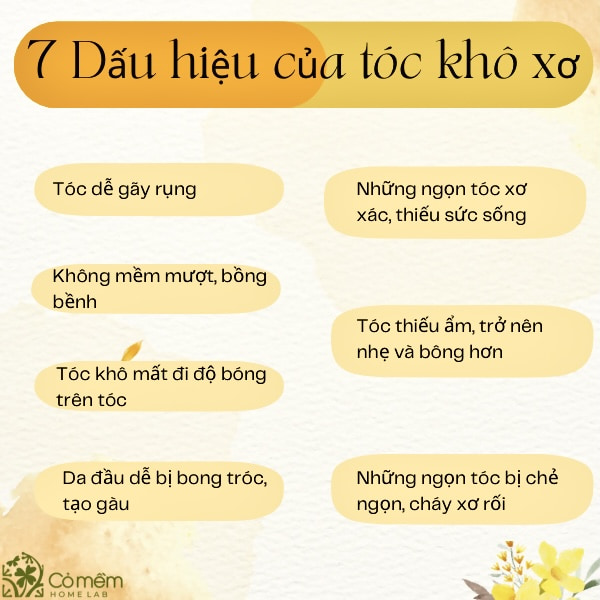 7 Dấu hiệu của tóc khô xơ
Tóc dễ gãy rụng
Không mềm mượt, bồng
bềnh
Tóc khô mất đi độ bóng
trên tóc
Da đầu dễ bị bong tróc,
tạo gàu
Những ngọn tóc xơ
xác, thiếu sức sống
Tóc thiếu ẩm, trở nên
nhẹ và bông hơn
Những ngọn tóc bị chẻ
ngọn, cháy xơ rối
Cỏ mềm
HOME LAB